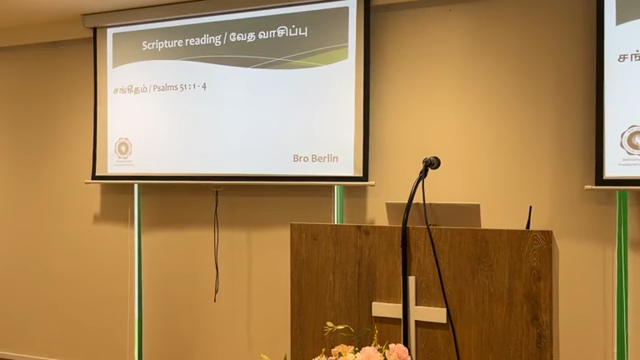 Scripture reading / வேத வாசிப்பு
சங்கீதம் / Psalms 51 : 1 - 4
Bro Berlin